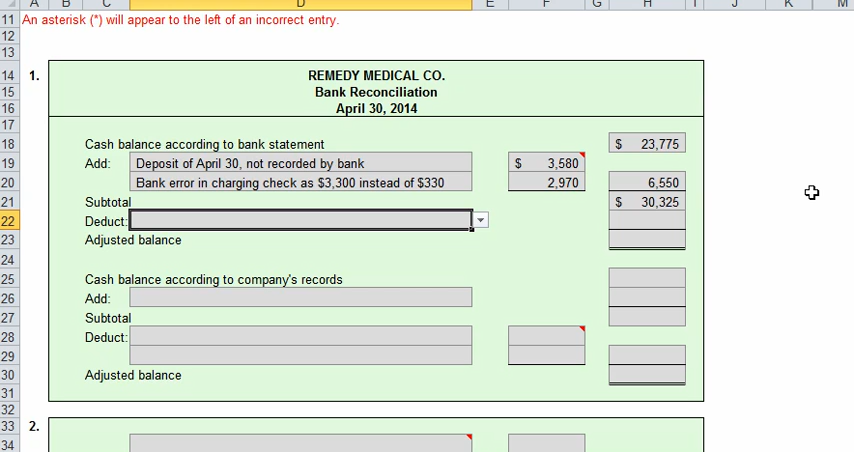 A B C D E F G H I J K M
11 An asterisk (*) will appear to the left of an incorrect entry.
12
13
14 1. REMEDY MEDICAL CO.
15 Bank Reconciliation
16 April 30, 2014
17
18 Cash balance according to bank statement $ 23,775
19 Add: Deposit of April 30, not recorded by bank $ 3,580
20 Bank error in charging check as $3,300 instead of $330 2,970 6,550
21 Subtotal $ 30,325
22 Deduct:
23 Adjusted balance
24
25 Cash balance according to company's records
26 Add:
27 Subtotal
28 Deduct:
29
30 Adjusted balance
31
32
33 2.
34